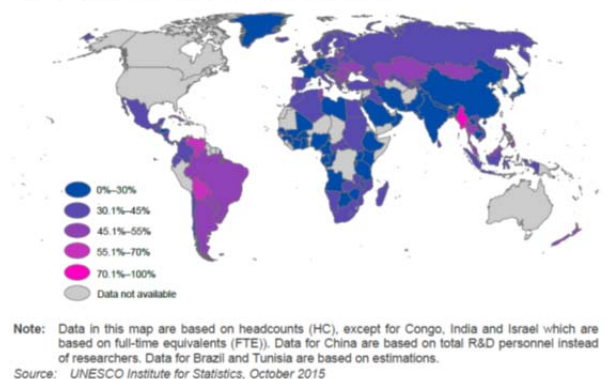 0%–30%
30.1%–45%
45.1%–55%
55.1%–70%
70.1%–100%
Data not available
Note: Data in this map are based on headcounts (HC), except for Congo, India and Israel which are
based on full-time equivalents (FTE)). Data for China are based on total R&D personnel instead
of researchers. Data for Brazil and Tunisia are based on estimations.
Source: UNESCO Institute for Statistics, October 2015